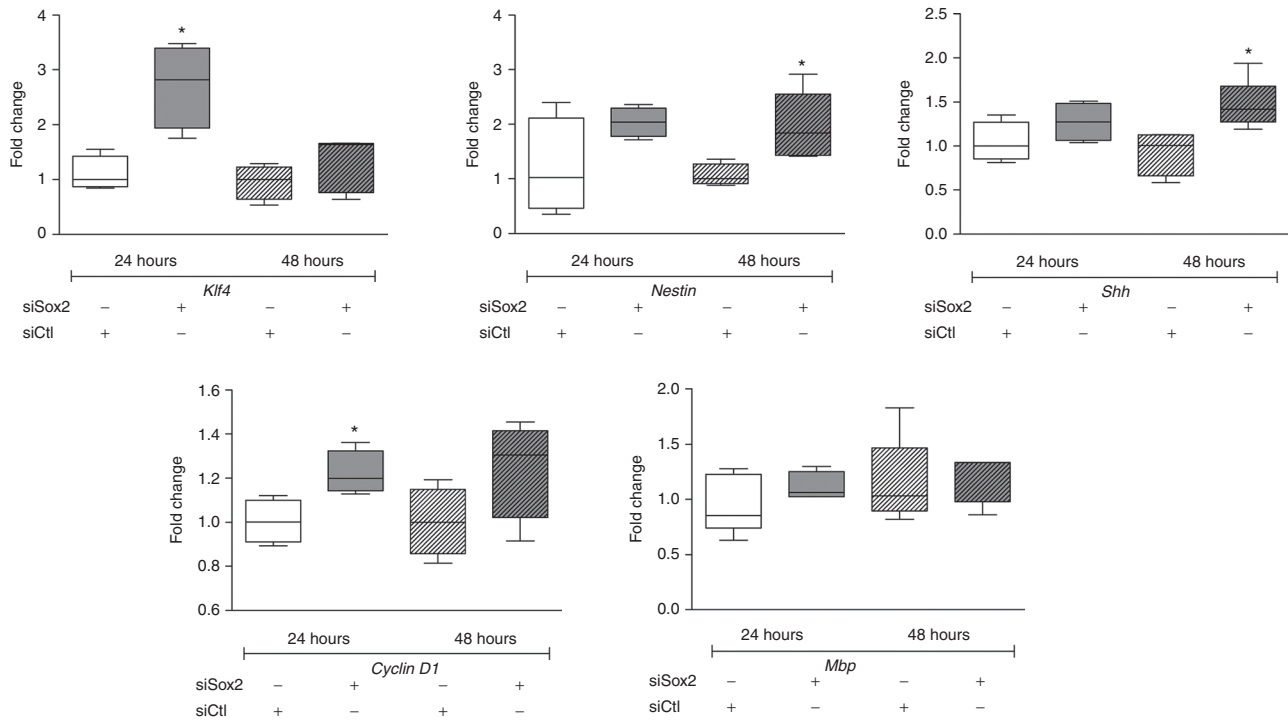 4
3
2
1
0
Fold change
*
24 hours 48 hours
Klf4
siSox2 – + – +
siCtl + – + –
4
3
2
1
0
Fold change
*
24 hours 48 hours
Nestin
siSox2 – + – +
siCtl + – + –
2.5
2.0
1.5
1.0
0.5
0.0
Fold change
*
24 hours 48 hours
Shh
siSox2 – + – +
siCtl + – + –
1.6
1.4
1.2
1.0
0.8
0.6
Fold change
*
24 hours 48 hours
Cyclin D1
siSox2 – + – +
siCtl + – + –
2.0
1.5
1.0
0.5
0.0
Fold change
24 hours 48 hours
Mbp
siSox2 – + – +
siCtl + – + –